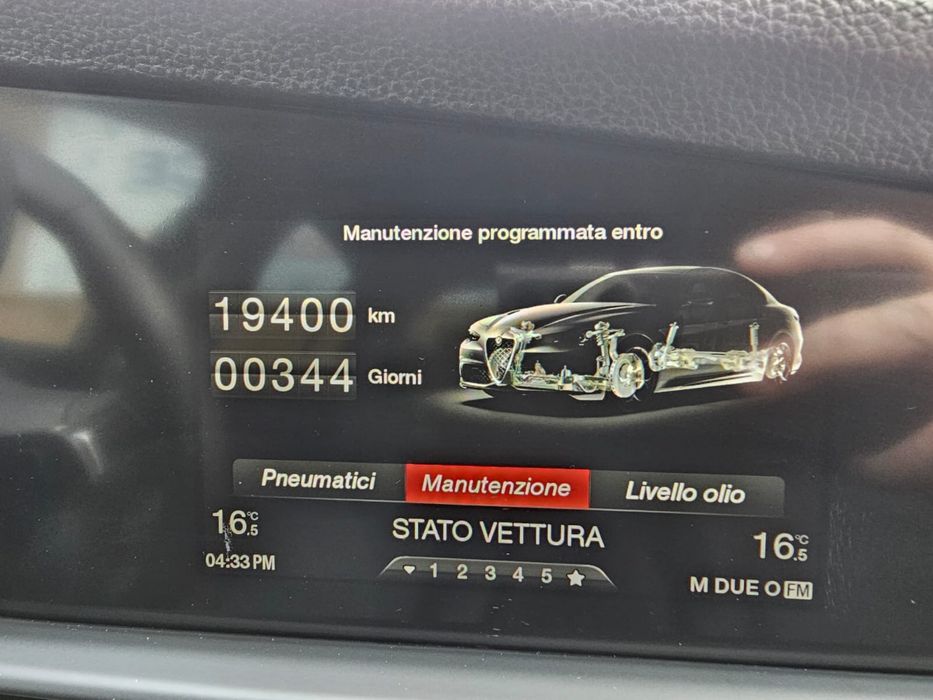 Manutenzione programmata entro
19400 km
00344 Giorni
Pneumatici Manutenzione Livello olio
16.5 °C STATO VETTURA 16.5 °C
04:33 PM 1 2 3 4 5 M DUE O FM